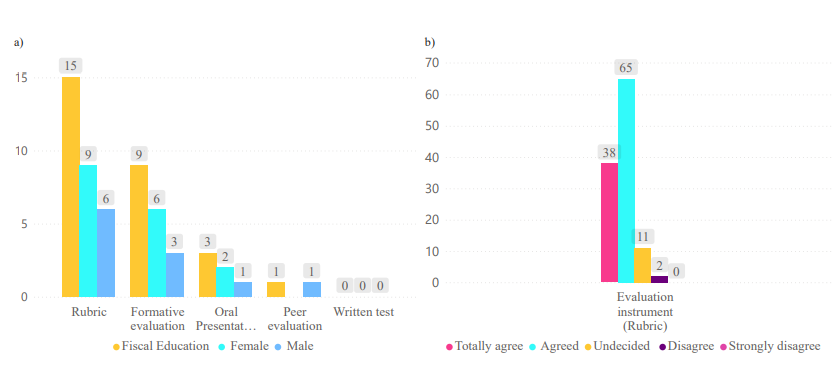 a)
15
10
5
0
15
9
6
9
6
3
3
2
1
1
1
0
0
0
Rubric
Formative
evaluation
Oral
Presentat…
Peer
evaluation
Written test
Fiscal Education Female Male
b)
70
60
50
40
30
20
10
0
38
65
11
2
0
Evaluation
instrument
(Rubric)
Totally agree Agreed Undecided Disagree Strongly disagree